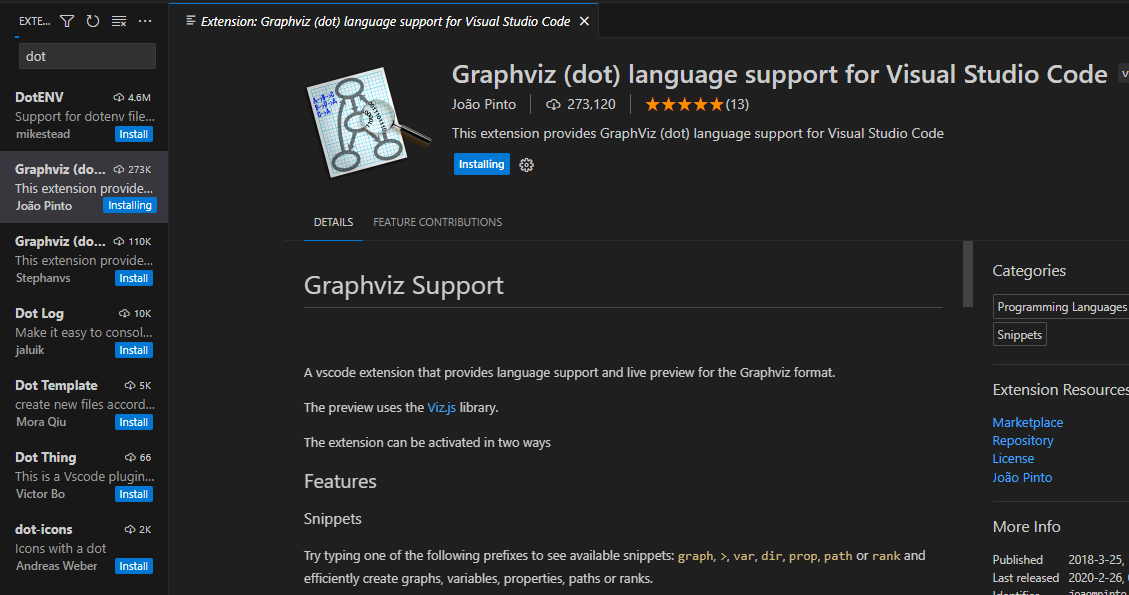 EXTE...
Extension: Graphviz (dot) language support for Visual Studio Code
dot
DotENV 4.6M
Support for dotenv file...
mikestead Install
Graphviz (do... 273K
This extension provide...
João Pinto Installing
Graphviz (do... 110K
This extension provide...
Stephanvs Install
Dot Log 10K
Make it easy to consol...
jaluik Install
Dot Template 5K
create new files accord...
Mora Qiu Install
Dot Thing 66
This is a Vscode plugin...
Victor Bo Install
dot-icons 2K
Icons with a dot
Andreas Weber Install
Graphviz (dot) language support for Visual Studio Code v
João Pinto 273,120 (13)
This extension provides GraphViz (dot) language support for Visual Studio Code
Installing
DETAILS FEATURE CONTRIBUTIONS
Graphviz Support
A vscode extension that provides language support and live preview for the Graphviz format.
The preview uses the Viz.js library.
The extension can be activated in two ways
Features
Snippets
Try typing one of the following prefixes to see available snippets: graph, >, var, dir, prop, path or rank and
efficiently create graphs, variables, properties, paths or ranks.
Categories
Programming Languages
Snippets
Extension Resources
Marketplace
Repository
License
João Pinto
More Info
Published 2018-3-25,
Last released 2020-2-26,